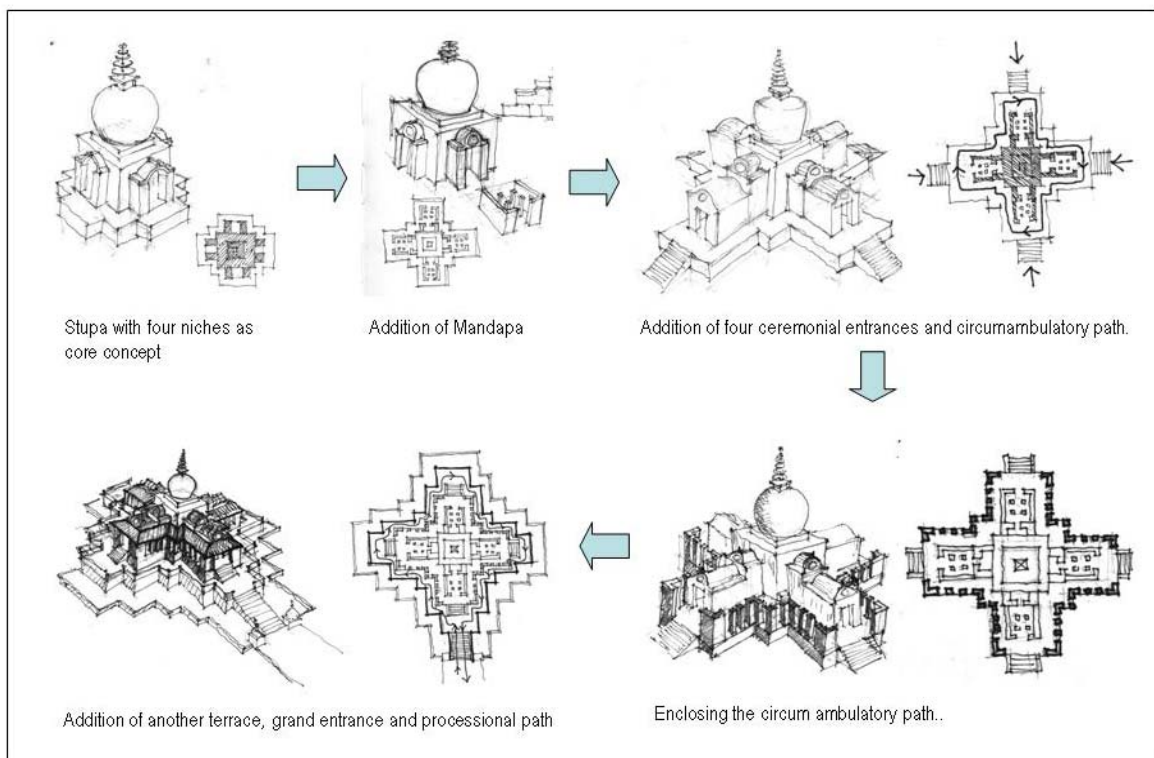 Stupa with four niches as
core concept
Addition of Mandapa
Addition of four ceremonial entrances and circumambulatory path.
Enclosing the circum ambulatory path..
Addition of another terrace, grand entrance and processional path